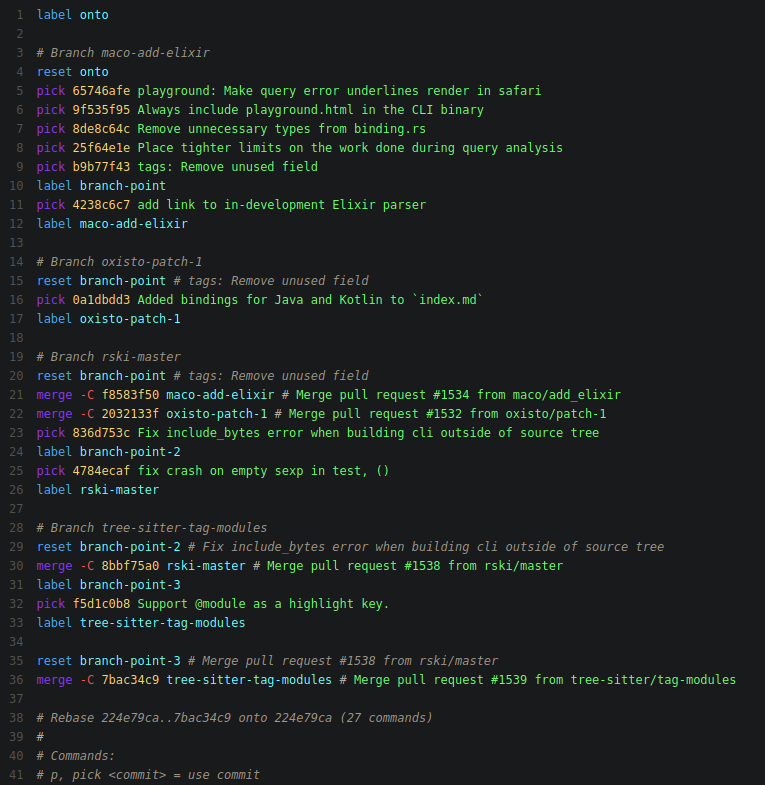 1 label onto
2
3 # Branch maco-add-elixir
4 reset onto
5 pick 65746afe playground: Make query error underlines render in safari
6 pick 9f535f95 Always include playground.html in the CLI binary
7 pick 8de8c64c Remove unnecessary types from binding.rs
8 pick 25f64e1e Place tighter limits on the work done during query analysis
9 pick b9b77f43 tags: Remove unused field
10 label branch-point
11 pick 4238c6c7 add link to in-development Elixir parser
12 label maco-add-elixir
13
14 # Branch oxisto-patch-1
15 reset branch-point # tags: Remove unused field
16 pick 0a1dbdd3 Added bindings for Java and Kotlin to `index.md`
17 label oxisto-patch-1
18
19 # Branch rski-master
20 reset branch-point # tags: Remove unused field
21 merge -C f8583f50 maco-add-elixir # Merge pull request #1534 from maco/add_elixir
22 merge -C 2032133f oxisto-patch-1 # Merge pull request #1532 from oxisto/patch-1
23 pick 836d753c Fix include_bytes error when building cli outside of source tree
24 label branch-point-2
25 pick 4784ecaf fix crash on empty sexp in test, ()
26 label rski-master
27
28 # Branch tree-sitter-tag-modules
29 reset branch-point-2 # Fix include_bytes error when building cli outside of source tree
30 merge -C 8bbf75a0 rski-master # Merge pull request #1538 from rski/master
31 label branch-point-3
32 pick f5d1c0b8 Support @module as a highlight key.
33 label tree-sitter-tag-modules
34
35 reset branch-point-3 # Merge pull request #1538 from rski/master
36 merge -C 7bac34c9 tree-sitter-tag-modules # Merge pull request #1539 from tree-sitter/tag-modules
37
38 # Rebase 224e79ca..7bac34c9 onto 224e79ca (27 commands)
39 #
40 # Commands:
41 # p, pick <commit> = use commit